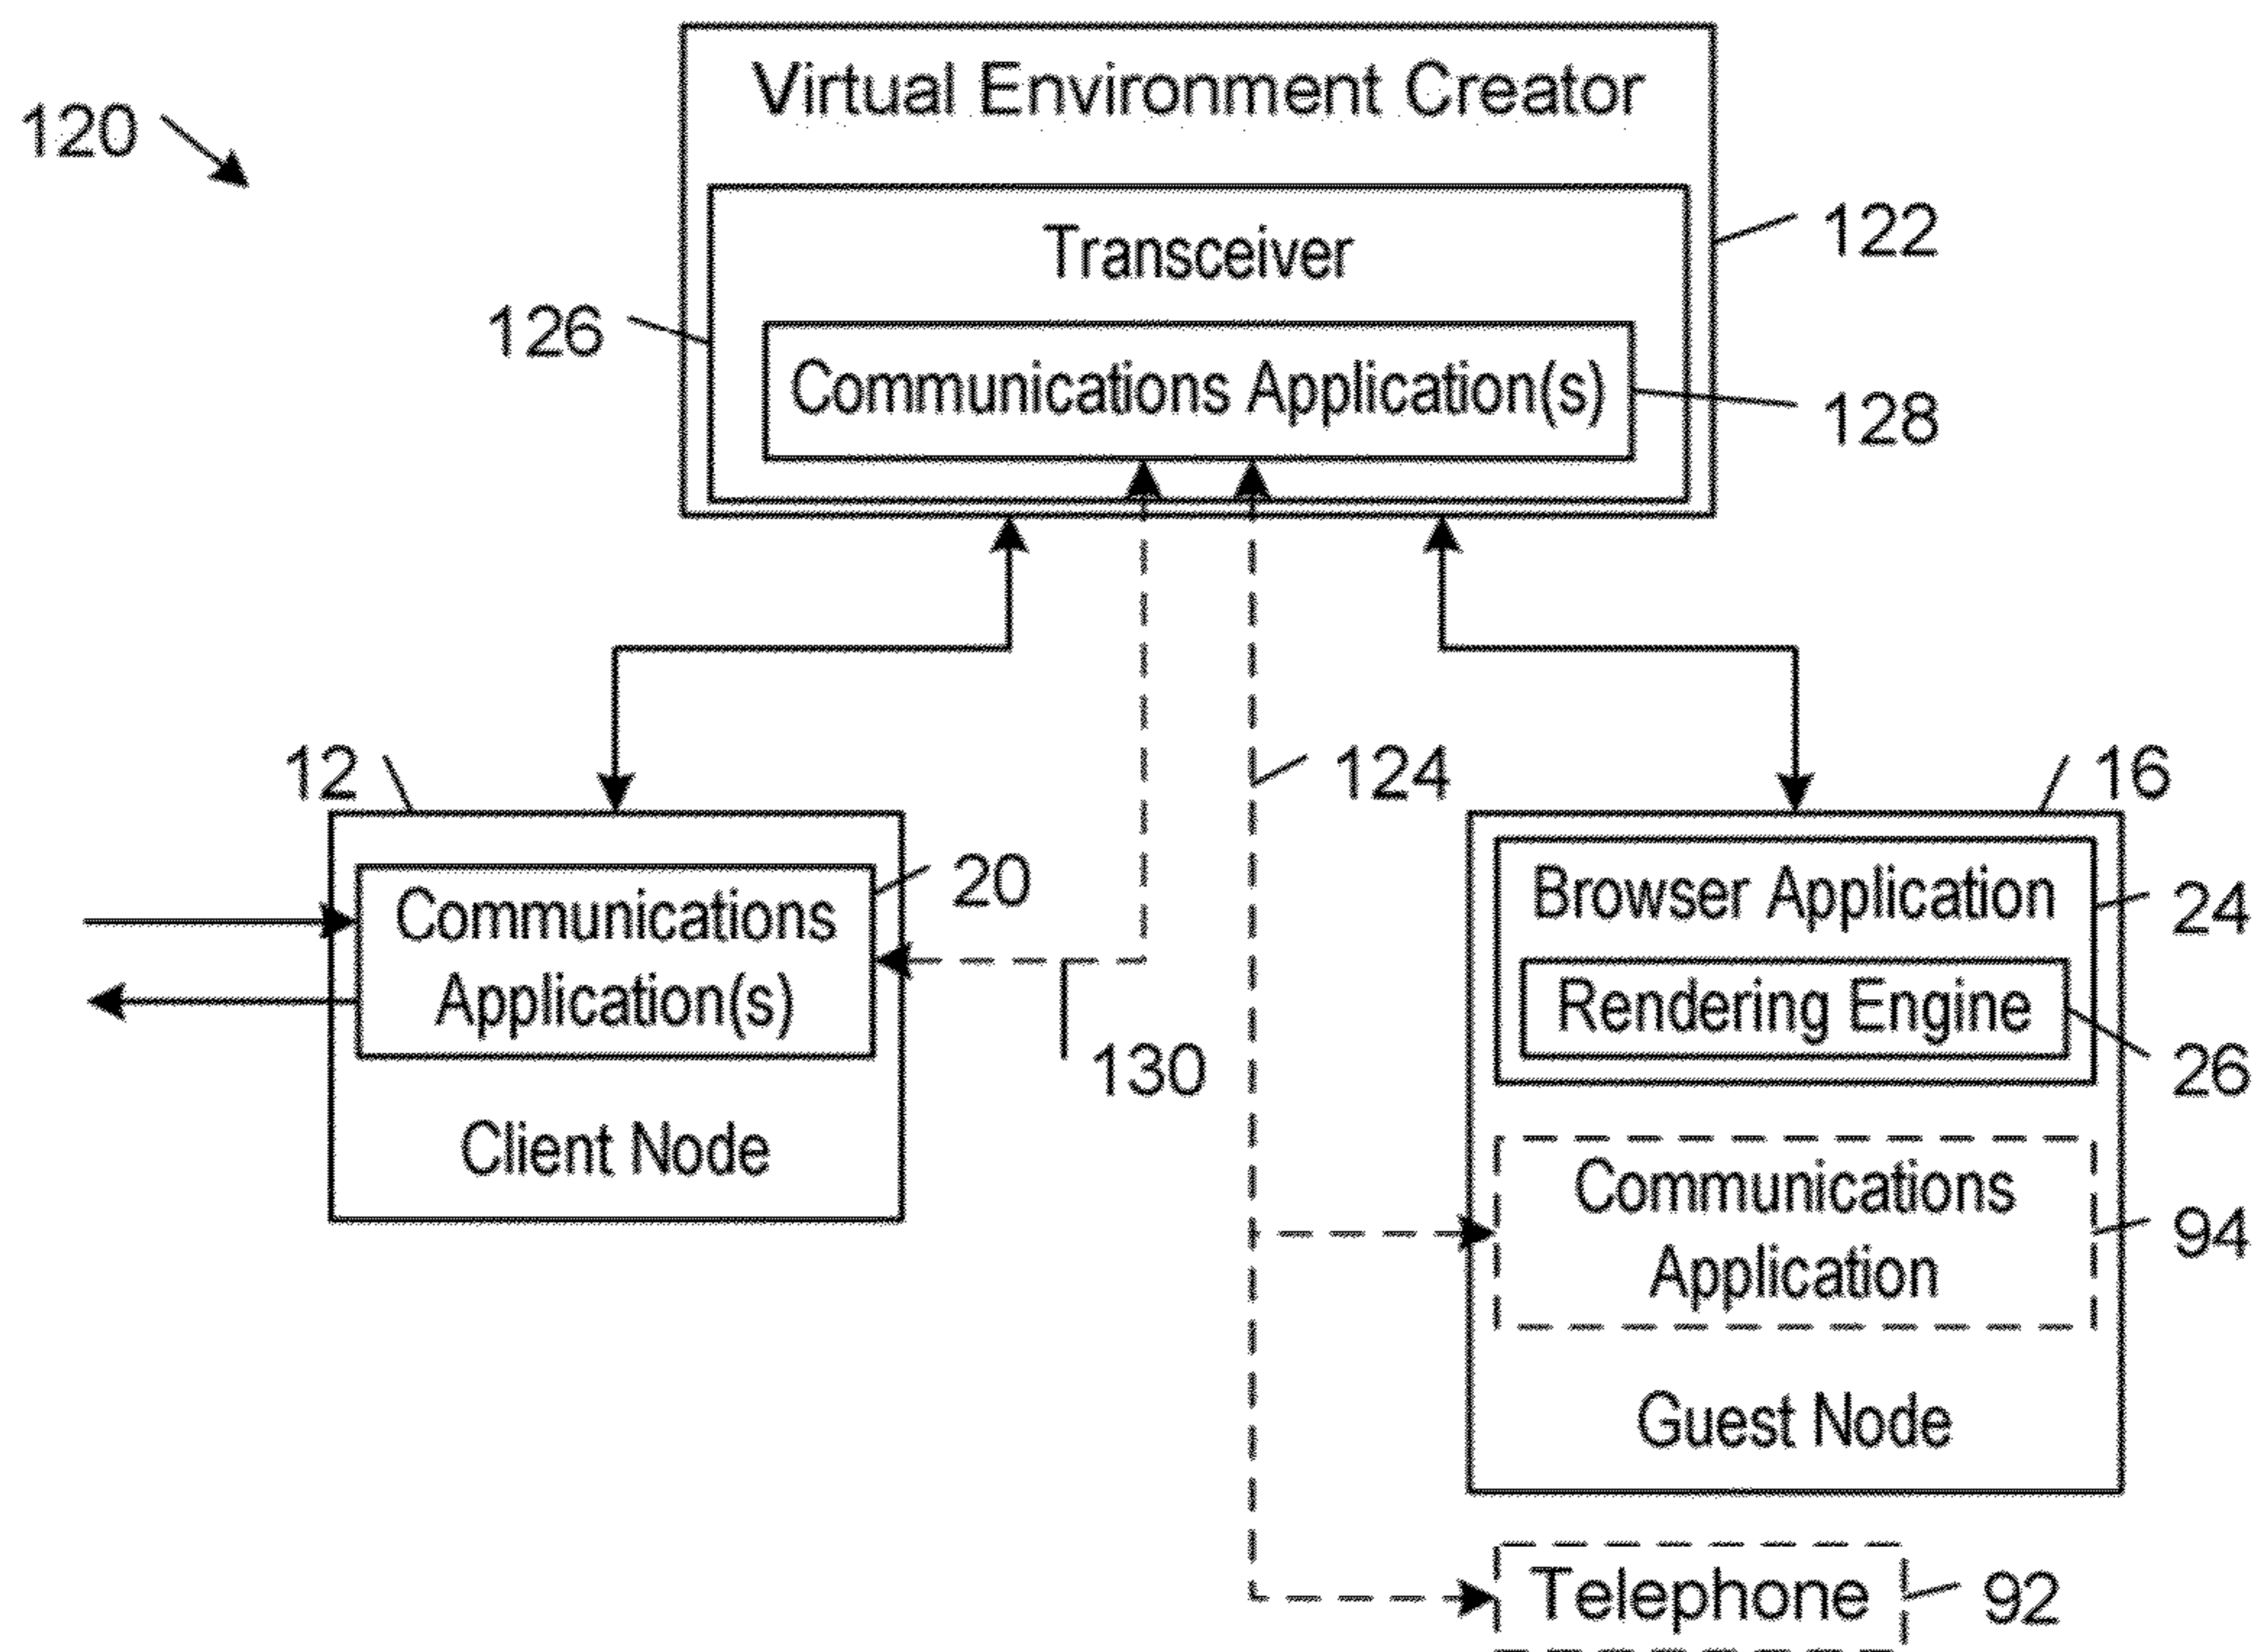 Virtual Environment Creator
120
Transceiver
122
126
Communications Application(s)
128
12
124
16
20
Communications
Application(s)
Browser Application
24
Rendering Engine
130
26
Client Node
Communications
Application
94
Guest Node
Telephone
92